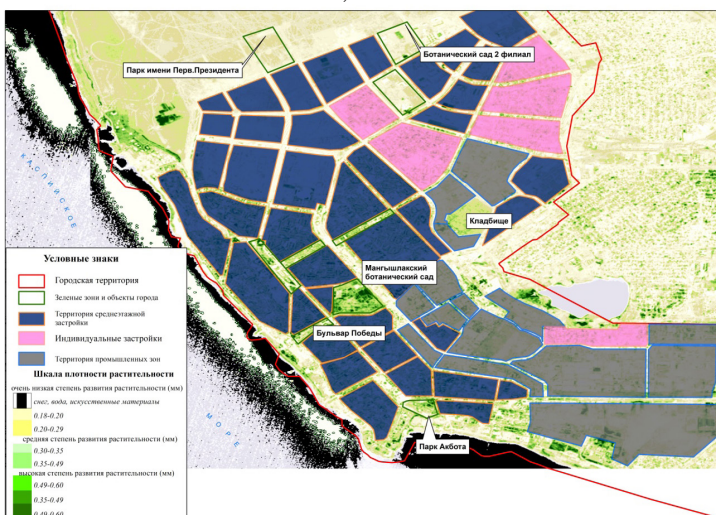 Парк имени Перв.Президента
Ботанический сад 2 филиал
Кладбище
Мангышлакский
ботанический сад
Бульвар Победы
Парк Акбота
КАСПИЙСКОЕ
МОРЕ
Условные знаки
Городская территория
Зеленые зоны и объекты города
Территория среднеэтажной
застройки
Индивидуальные застройки
Территория промышленных зон
Шкала плотности растительности
очень низкая степень развития растительности (мм)
снег, вода, искусственные материалы
0.18-0.20
0.20-0.29
средняя степень развития растительности (мм)
0.30-0.35
0.35-0.49
высокая степень развития растительности (мм)
0.49-0.60
0.35-0.49
0.49-0.60